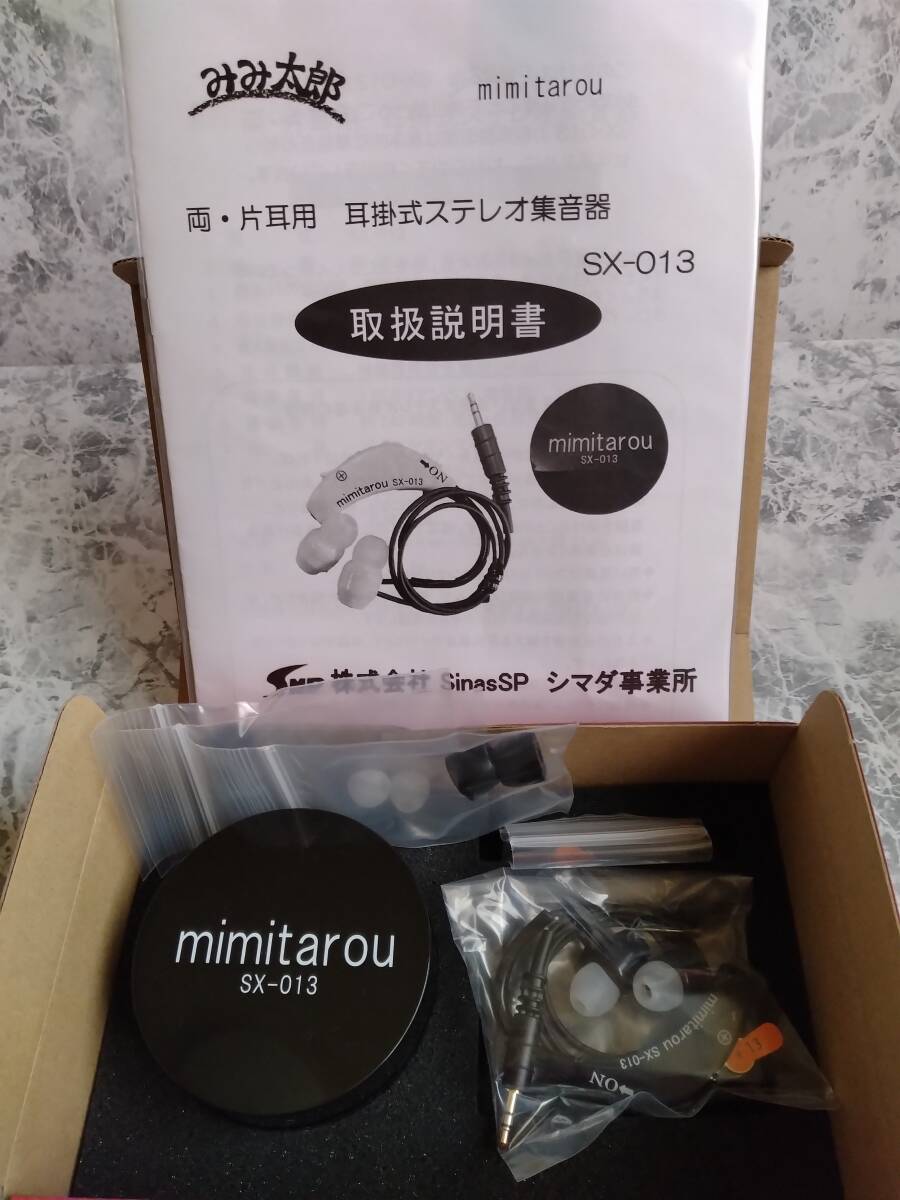 みみ太郎
mimitarou
両・片耳用 耳掛式ステレオ集音器
SX-013
取扱説明書
mimitarou
SX-013
ON
mimitarou SX-013
株式会社 SinasSP シマダ事業所
mimitarou
SX-013
mimitarou SX-013
ON
13